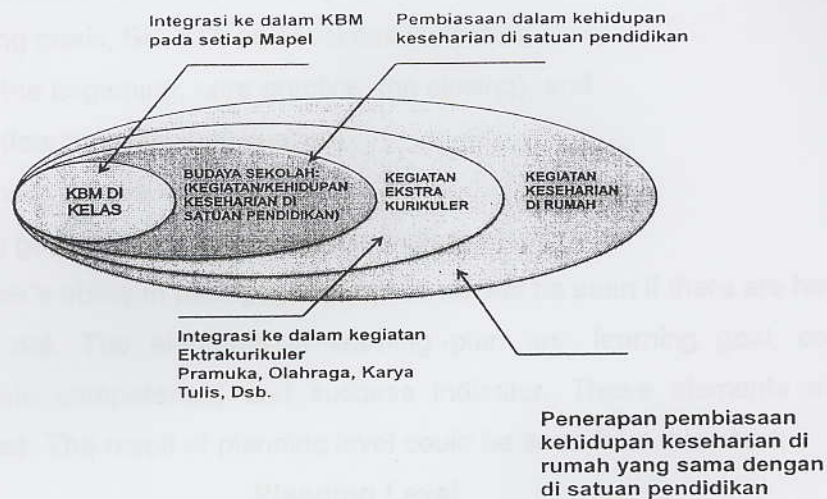 Integrasi ke dalam KBM
pada setiap Mapel
Pembiasaan dalam kehidupan
keseharian di satuan pendidikan
KBM DI
KELAS
BUDAYA SEKOLAH:
(KEGIATAN/KEHIDUPAN
KESEHARIAN DI
SATUAN PENDIDIKAN)
KEGIATAN
EKSTRA
KURIKULER
KEGIATAN
KESEHARIAN
DI RUMAH
Integrasi ke dalam kegiatan
Ektrakurikuler
Pramuka, Olahraga, Karya
Tulis, Dsb.
Penerapan pembiasaan
kehidupan keseharian di
rumah yang sama dengan
di satuan pendidikan